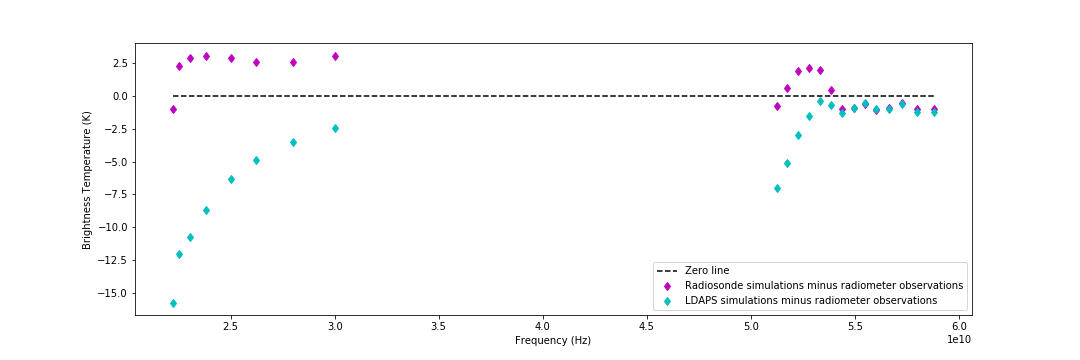 2.5
0.0
−2.5
−5.0
−7.5
−10.0
−12.5
−15.0
Brightness Temperature (K)
Zero line
Radiosonde simulations minus radiometer observations
LDAPS simulations minus radiometer observations
2.5 3.0 3.5 4.0 4.5 5.0 5.5 6.0
1e10
Frequency (Hz)